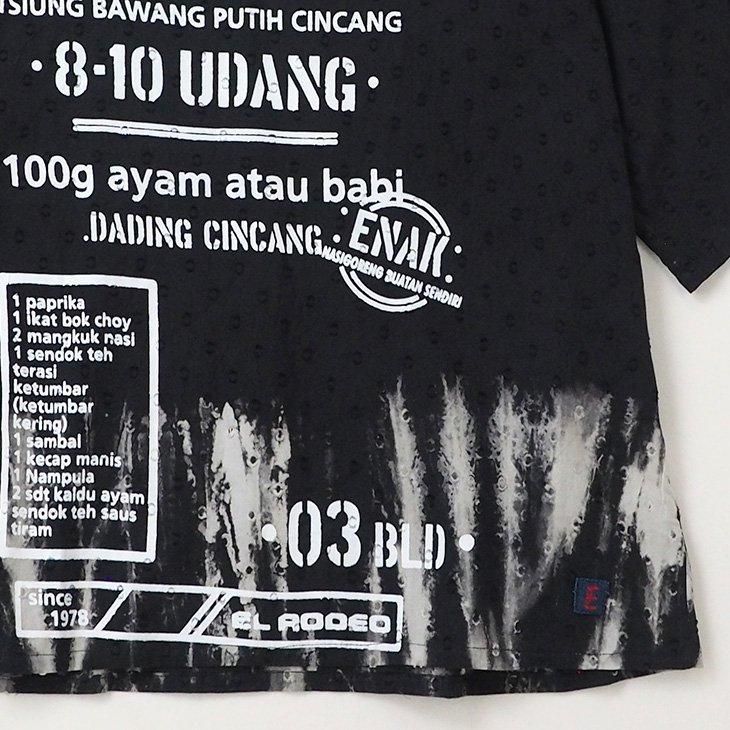 TSIUNG BAWANG PUTIH CINCANG
· 8-10 UDANG ·
100g ayam atau babi
.DADING CINCANG.
· ENAK ·
NASIGORENG BUATAN SENDIRI
1 paprika
1 ikat bok choy
2 mangkuk nasi
1 sendok teh
terasi
ketumbar
(ketumbar
kering)
1 sambal
1 kecap manis
1 Nampula
2 sdt kaldu ayam
sendok teh saus
tiram
· 03 BLD ·
since
1978
EL RODEO